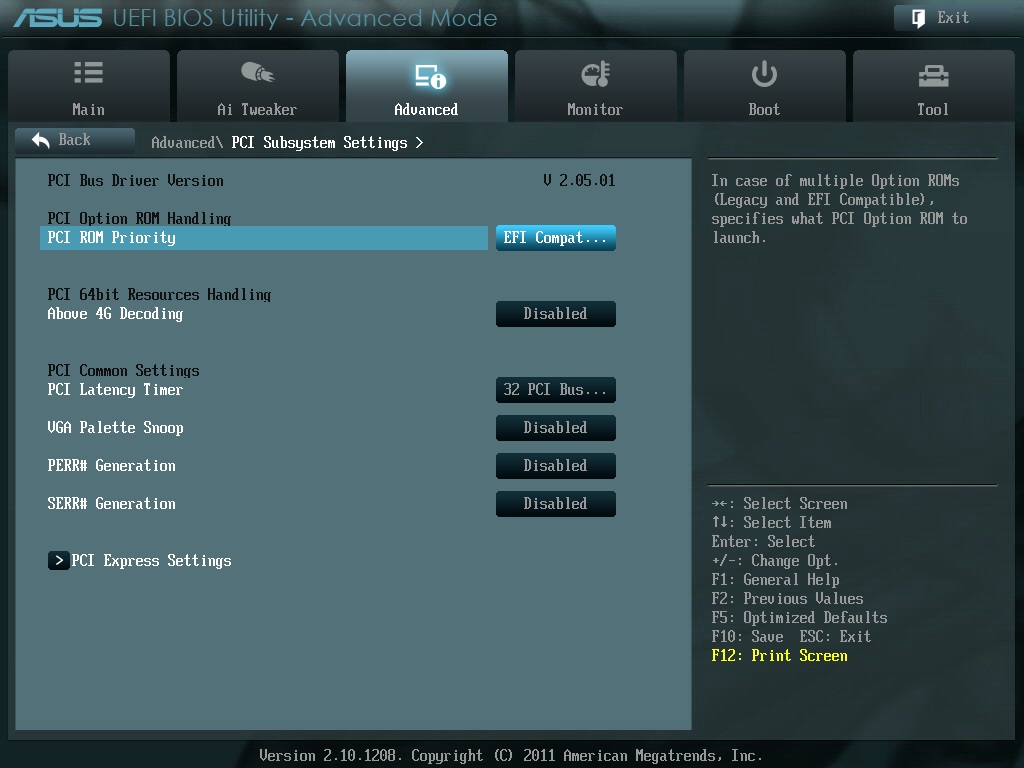 ASUS UEFI BIOS Utility - Advanced Mode
Exit
Main
Ai Tweaker
Advanced
Monitor
Boot
Tool
Back
Advanced\ PCI Subsystem Settings >
PCI Bus Driver Version V 2.05.01
PCI Option ROM Handling
PCI ROM Priority EFI Compat...
PCI 64bit Resources Handling
Above 4G Decoding Disabled
PCI Common Settings
PCI Latency Timer 32 PCI Bus...
VGA Palette Snoop Disabled
PERR# Generation Disabled
SERR# Generation Disabled
> PCI Express Settings
In case of multiple Option ROMs
(Legacy and EFI Compatible),
specifies what PCI Option ROM to
launch.
→←: Select Screen
↑↓: Select Item
Enter: Select
+/-: Change Opt.
F1: General Help
F2: Previous Values
F5: Optimized Defaults
F10: Save ESC: Exit
F12: Print Screen
Version 2.10.1208. Copyright (C) 2011 American Megatrends, Inc.